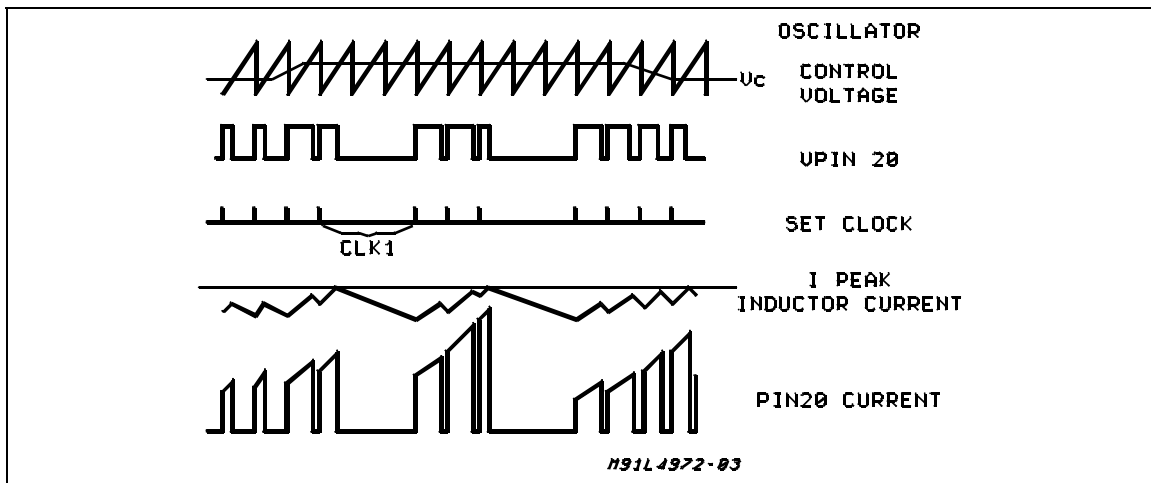 OSCILLATOR
Vc
CONTROL
VOLTAGE
VPIN 20
SET CLOCK
CLK1
I PEAK
INDUCTOR CURRENT
PIN20 CURRENT
M91L4972-03